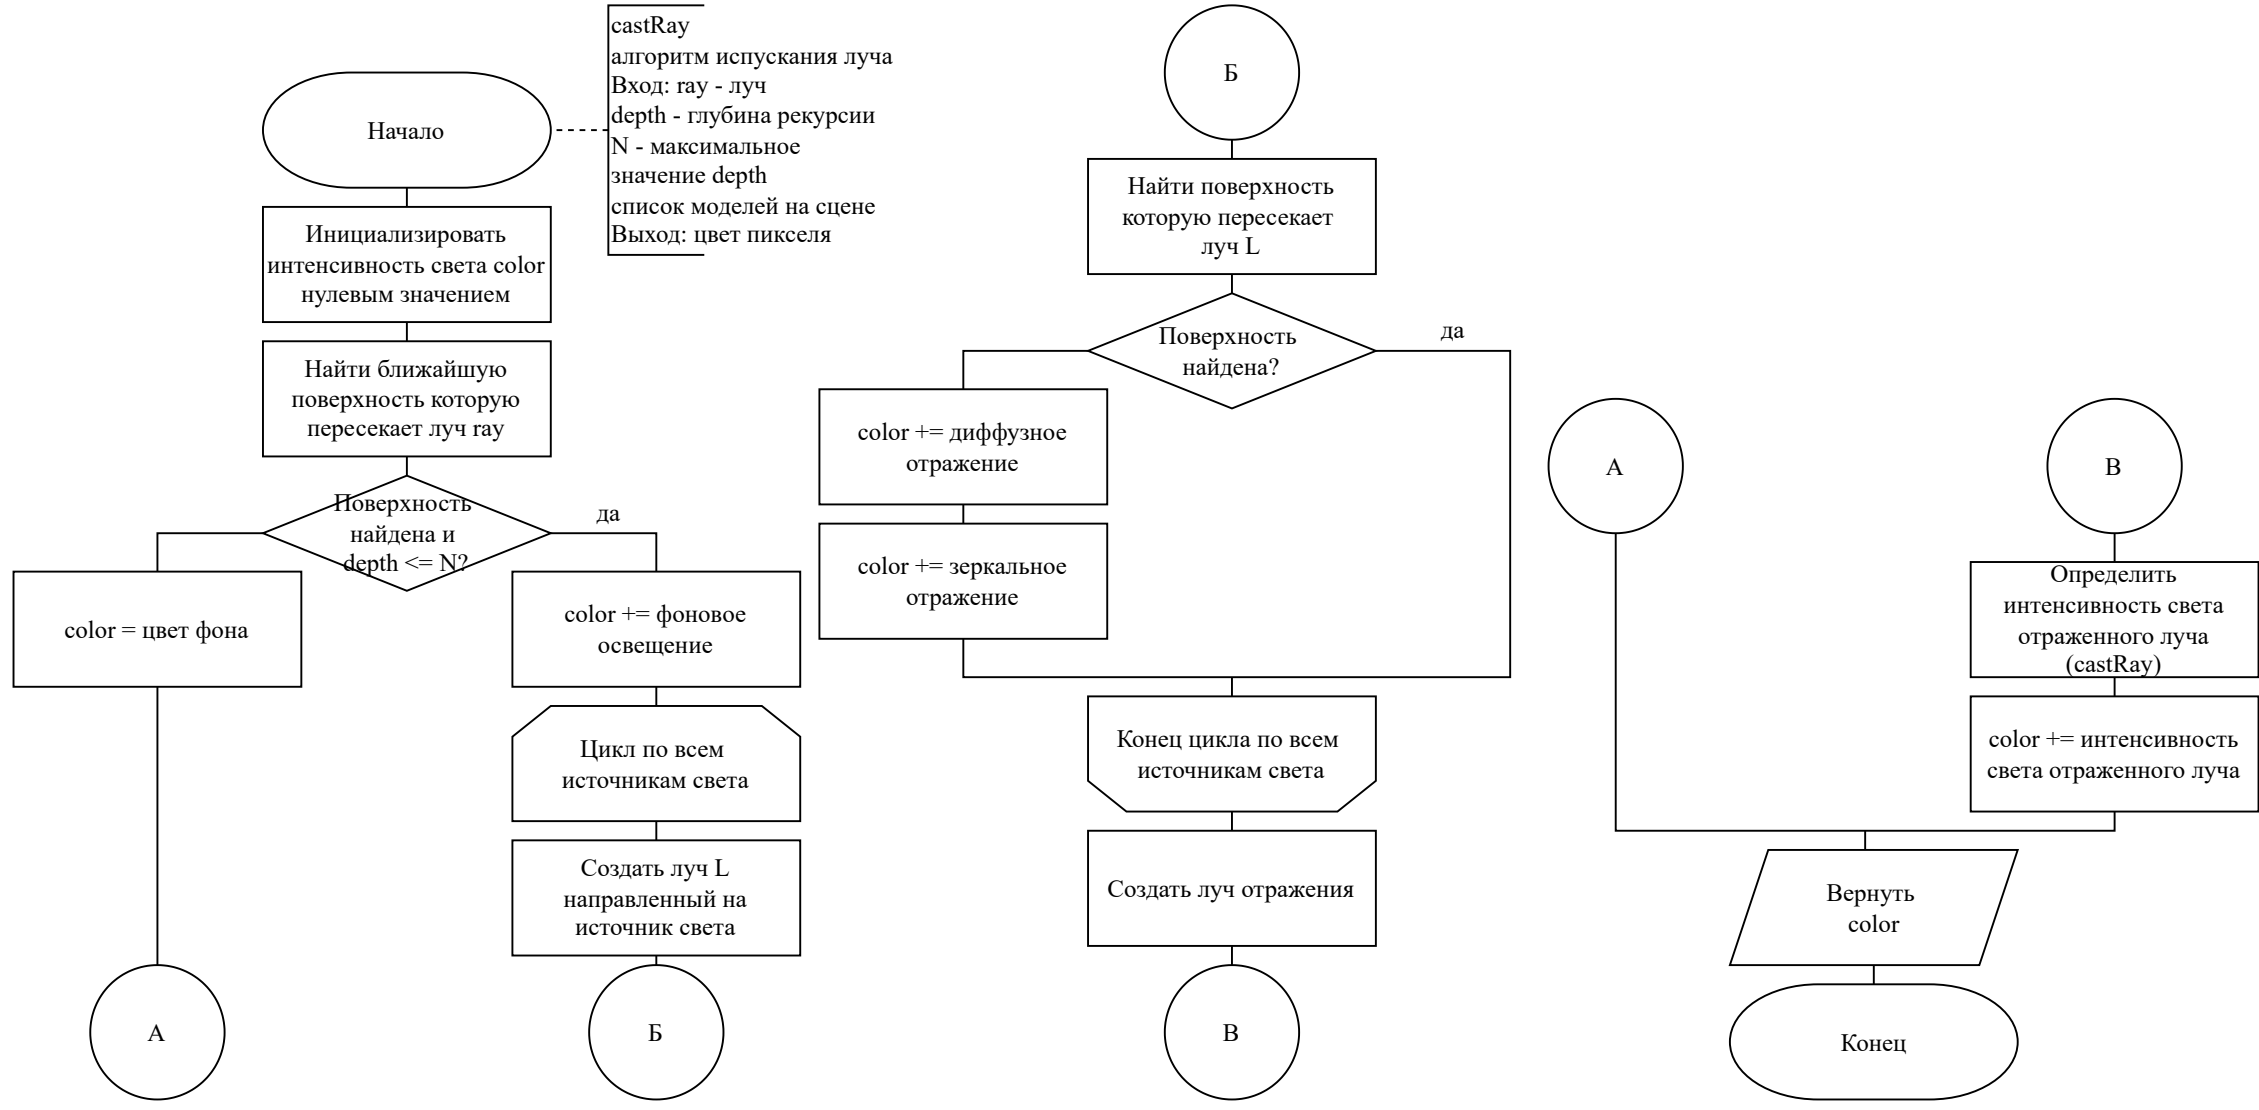 castRay
алгоритм испускания луча
Вход: ray - луч
depth - глубина рекурсии
N - максимальное
значение depth
список моделей на сцене
Выход: цвет пикселя
Начало
Инициализировать
интенсивность света color
нулевым значением
Найти ближайшую
поверхность которую
пересекает луч ray
Поверхность
найдена и
depth <= N?
да
color = цвет фона
А
color += фоновое
освещение
Цикл по всем
источникам света
Создать луч L
направленный на
источник света
Б
Б
Найти поверхность
которую пересекает
луч L
Поверхность
найдена?
да
color += диффузное
отражение
color += зеркальное
отражение
Конец цикла по всем
источникам света
Создать луч отражения
В
А
В
Определить
интенсивность света
отраженного луча
(castRay)
color += интенсивность
света отраженного луча
Вернуть
color
Конец